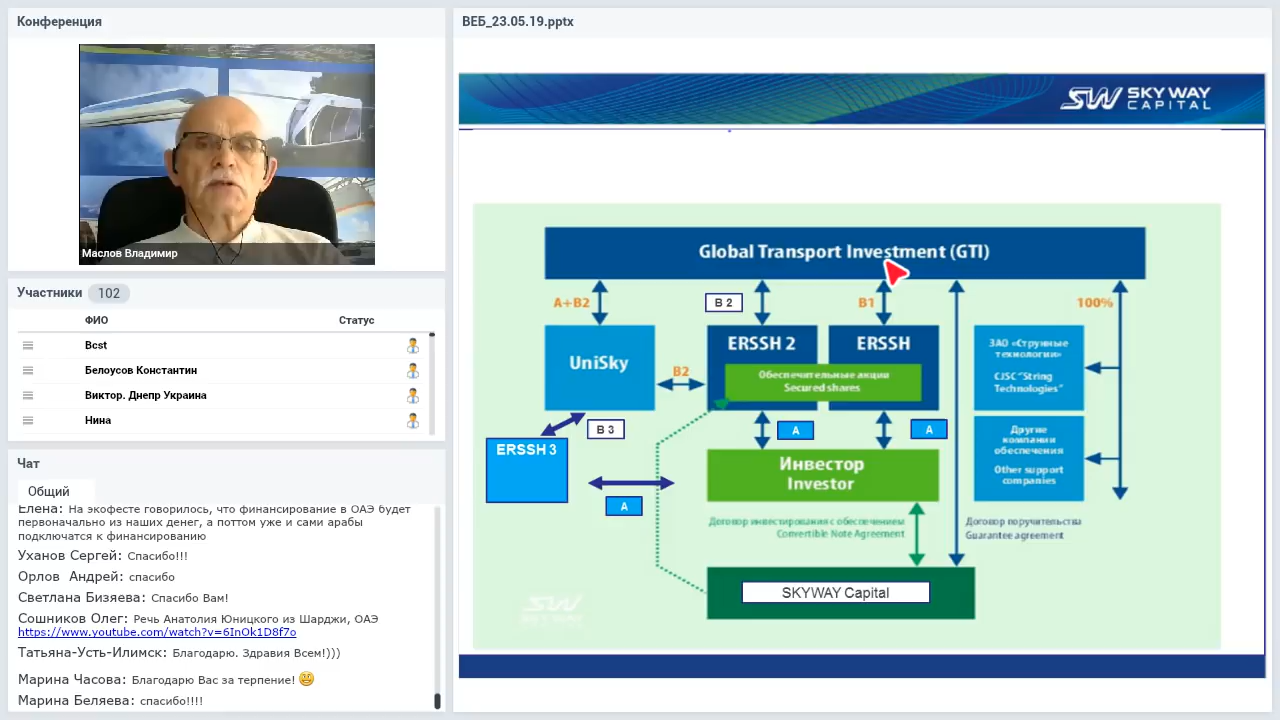 Конференция
Маслов Владимир
Участники 102
ФИО Статус
Bcst
Белоусов Константин
Виктор. Днепр Украина
Нина
Чат
Общий
Елена: На экофесте говорилось, что финансирование в ОАЭ будет
первоначально из наших денег, а поттом уже и сами арабы
подключатся к финансированию
Уханов Сергей: Спасибо!!!
Орлов Андрей: спасибо
Светлана Бизяева: Спасибо Вам!
Сошников Олег: Речь Анатолия Юницкого из Шарджи, ОАЭ
https://www.youtube.com/watch?v=6InOk1D8f7o
Татьяна-Усть-Илимск: Благодарю. Здравия Всем!)))
Марина Часова: Благодарю Вас за терпение!
Марина Беляева: спасибо!!!!
ВЕБ_23.05.19.pptx
SW SKY WAY
CAPITAL
Global Transport Investment (GTI)
A+B2
B 2
B1
100%
UniSky
B2
ERSSH 2
ERSSH
Обеспечительные акции
Secured shares
ЗАО «Струнные
технологии»
CJSC "String
Technologies"
B 3
A
A
Другие
компании
обеспечения
Other support
companies
ERSSH 3
A
Инвестор
Investor
Договор инвестирования с обеспечением
Convertible Note Agreement
Договор поручительства
Guarantee agreement
SKYWAY Capital
SW
SKY WAY